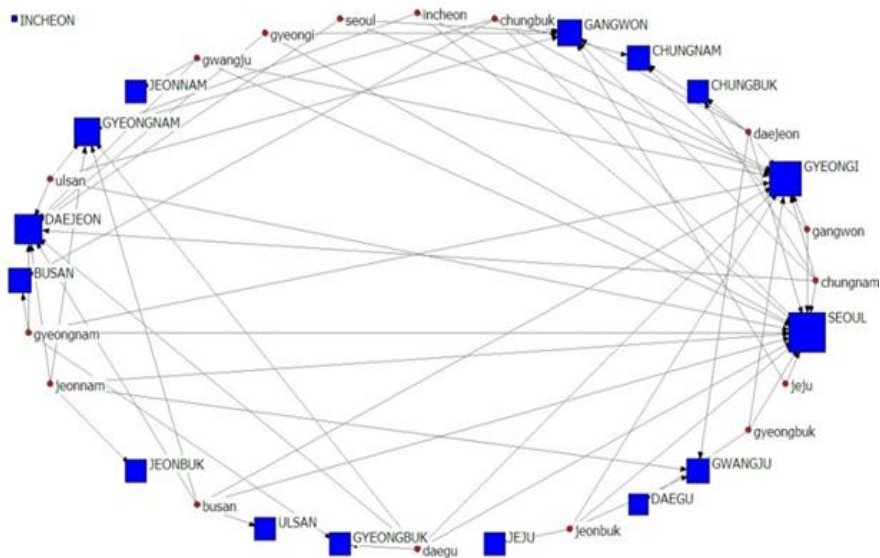 INCHEON
seoul
incheon
chungbuk
GANGWON
gyeongi
CHUNGNAM
gwangju
JEONNAM
CHUNGBUK
GYEONGNAM
daejeon
GYEONGI
ulsan
DAEJEON
gangwon
BUSAN
chungnam
SEOUL
gyeongnam
jeonnam
jeju
gyeongbuk
JEONBUK
GWANGJU
busan
DAEGU
ULSAN
GYEONGBUK
JEJU
jeonbuk
daegu